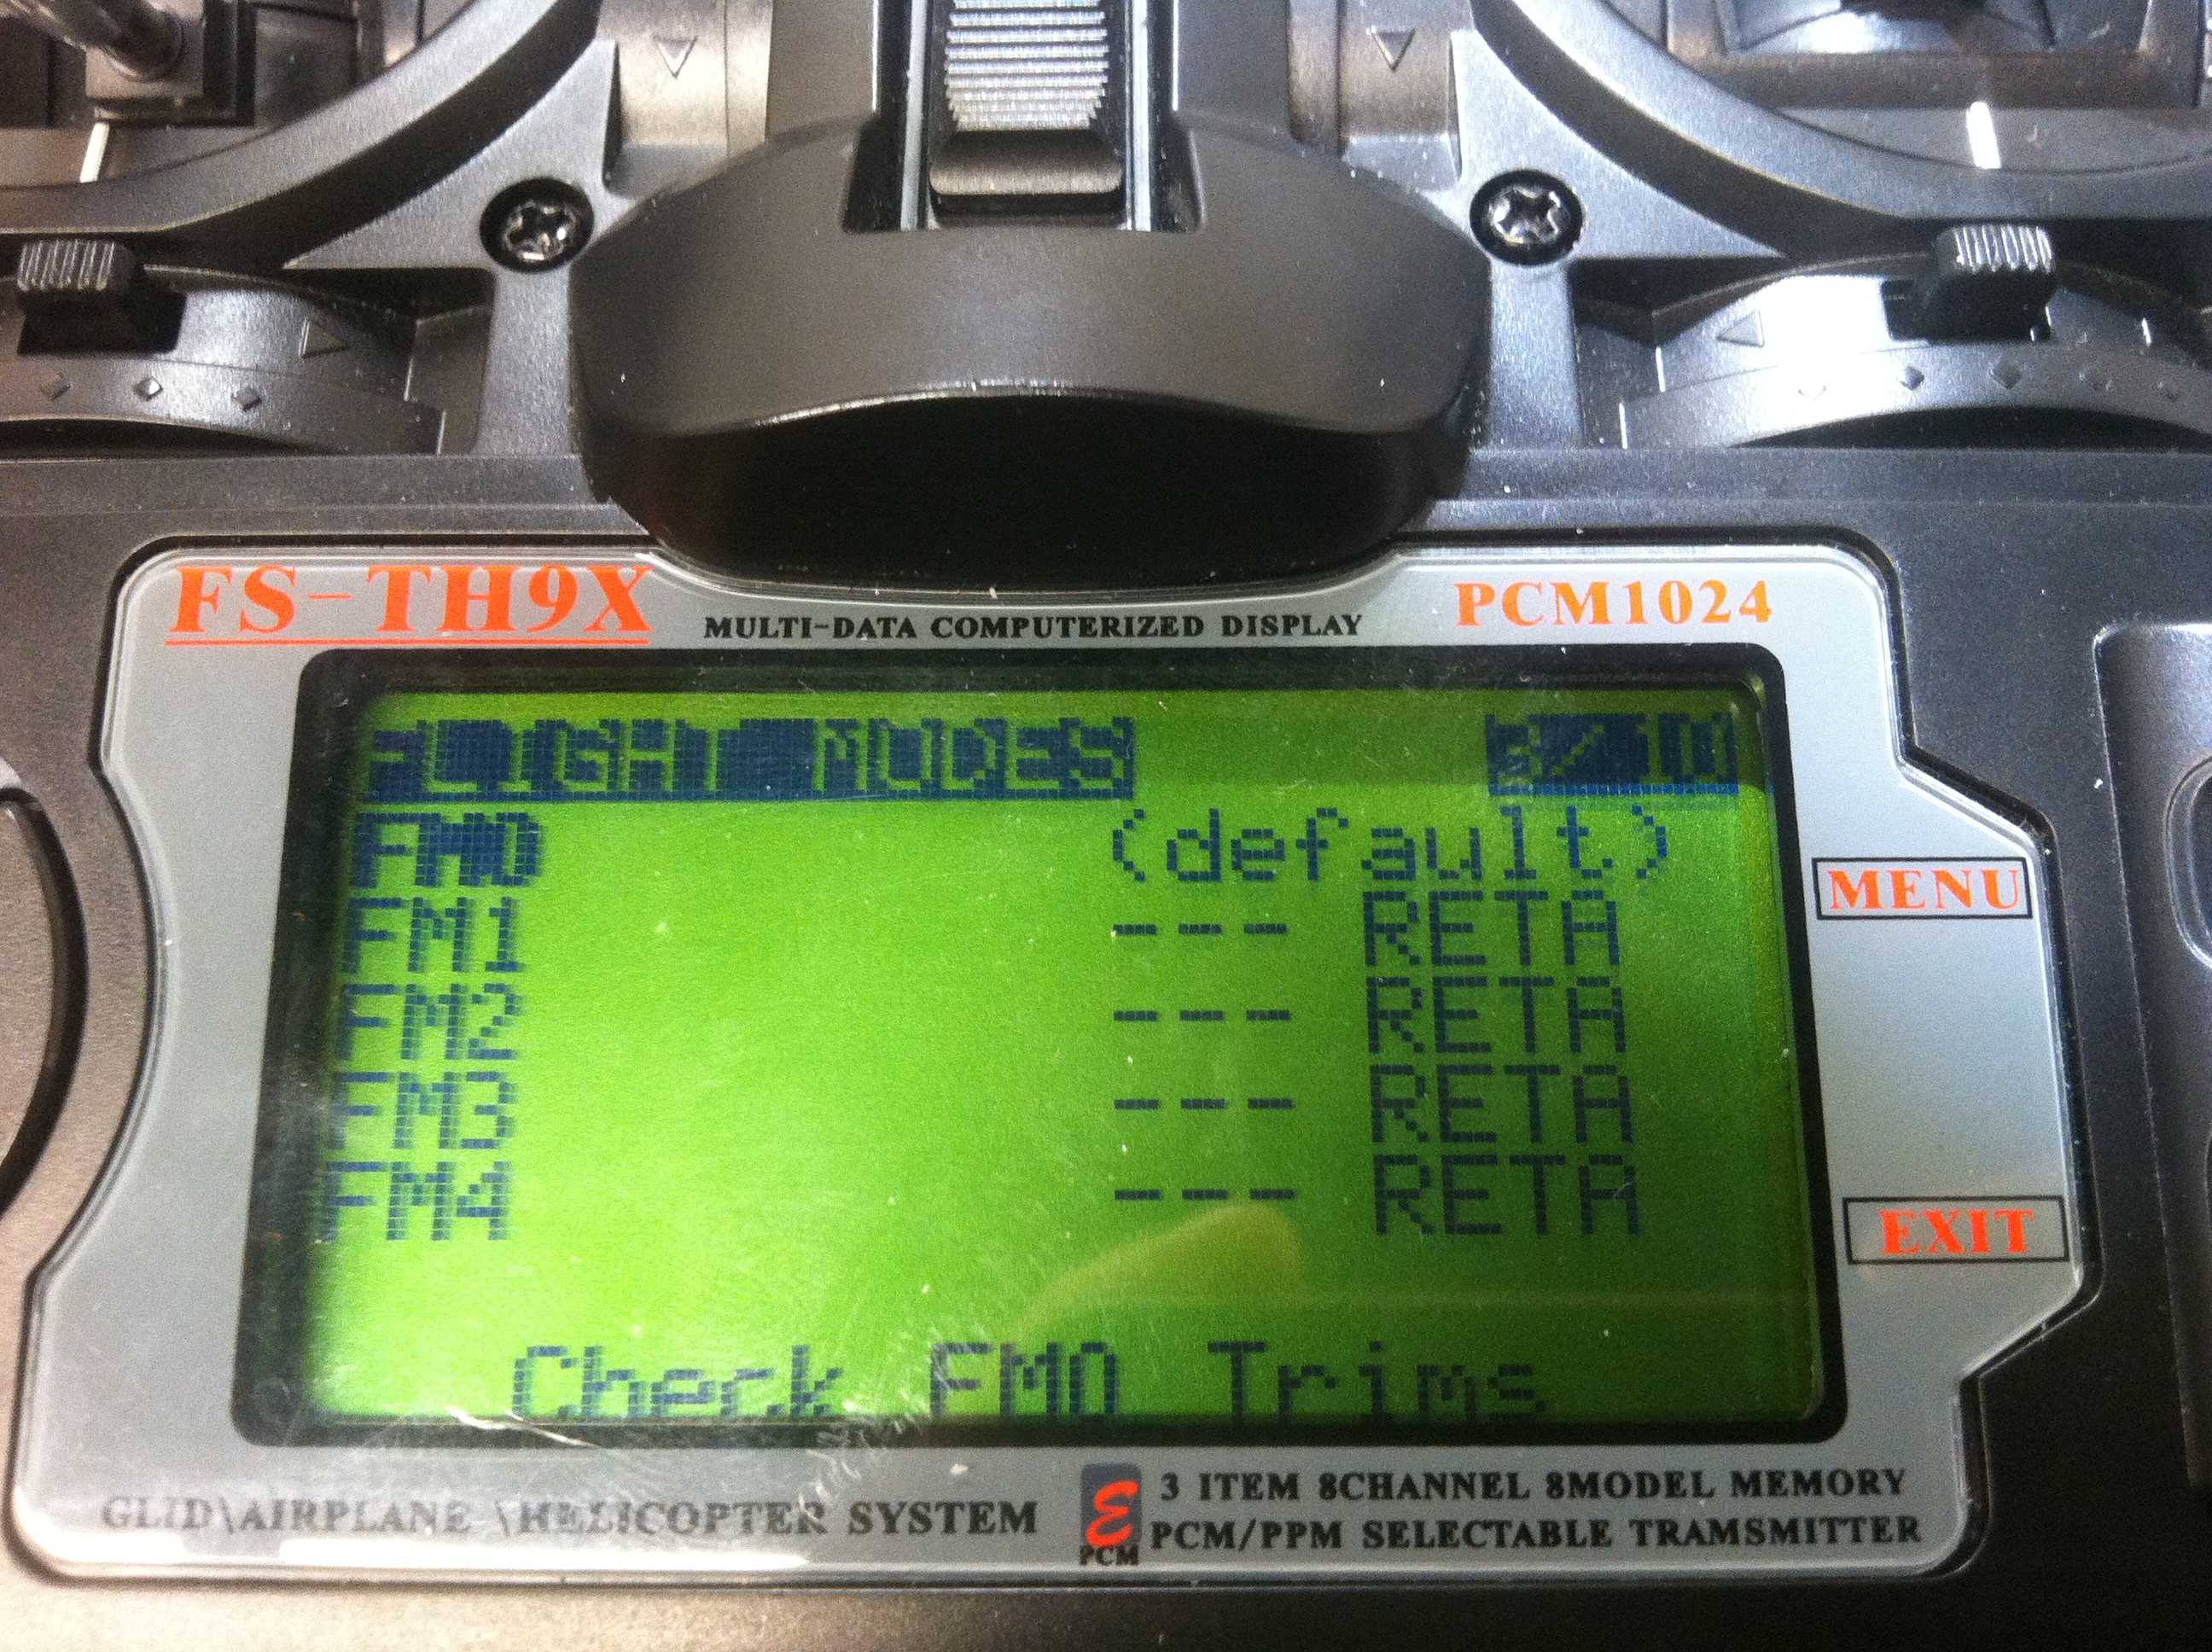 FS-TH9X
MULTI-DATA COMPUTERIZED DISPLAY
PCM1024
FLIGHT MODES 3/10
FM0 (default)
FM1 --- RETA
FM2 --- RETA
FM3 --- RETA
FM4 --- RETA
Check FM0 Trims
MENU
EXIT
GLID\AIRPLANE \HELICOPTER SYSTEM
PCM
3 ITEM 8CHANNEL 8MODEL MEMORY
PCM/PPM SELECTABLE TRAMSMITTER